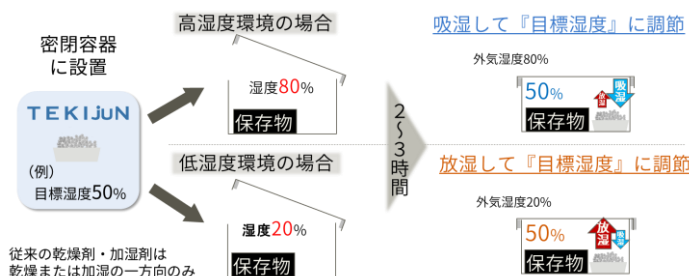 密閉容器
に設置
TEKIJUN
(例)
目標湿度50%
従来の乾燥剤・加湿剤は
乾燥または加湿の一方向のみ
高湿度環境の場合
湿度80%
保存物
低湿度環境の場合
湿度20%
保存物
2〜3時間
吸湿して『目標湿度』に調節
外気湿度80%
50%
放湿
吸湿
保存物
放湿して『目標湿度』に調節
外気湿度20%
50%
放湿
吸湿
保存物